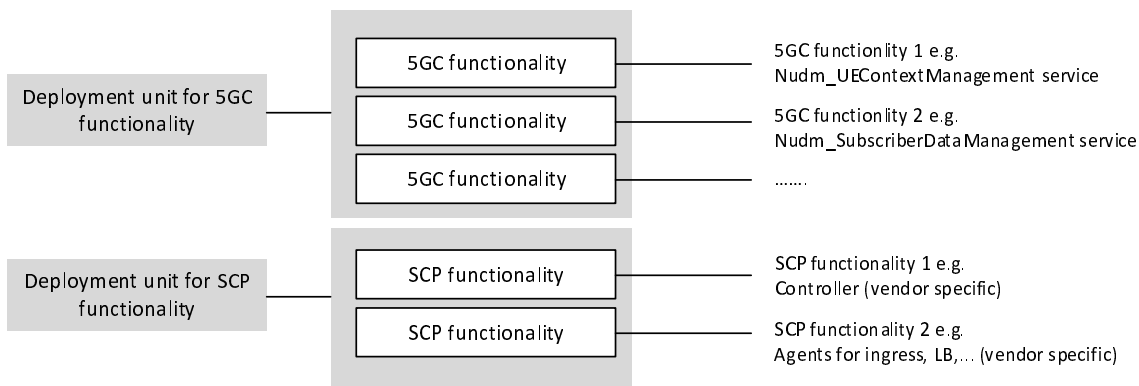 Deployment unit for 5GC
functionality
5GC functionality
5GC functionality
5GC functionality
5GC functionlity 1 e.g.
Nudm_UEContextManagement service
5GC functionality 2 e.g.
Nudm_SubscriberDataManagement service
…….
Deployment unit for SCP
functionality
SCP functionality
SCP functionality
SCP functionality 1 e.g.
Controller (vendor specific)
SCP functionality 2 e.g.
Agents for ingress, LB,… (vendor specific)